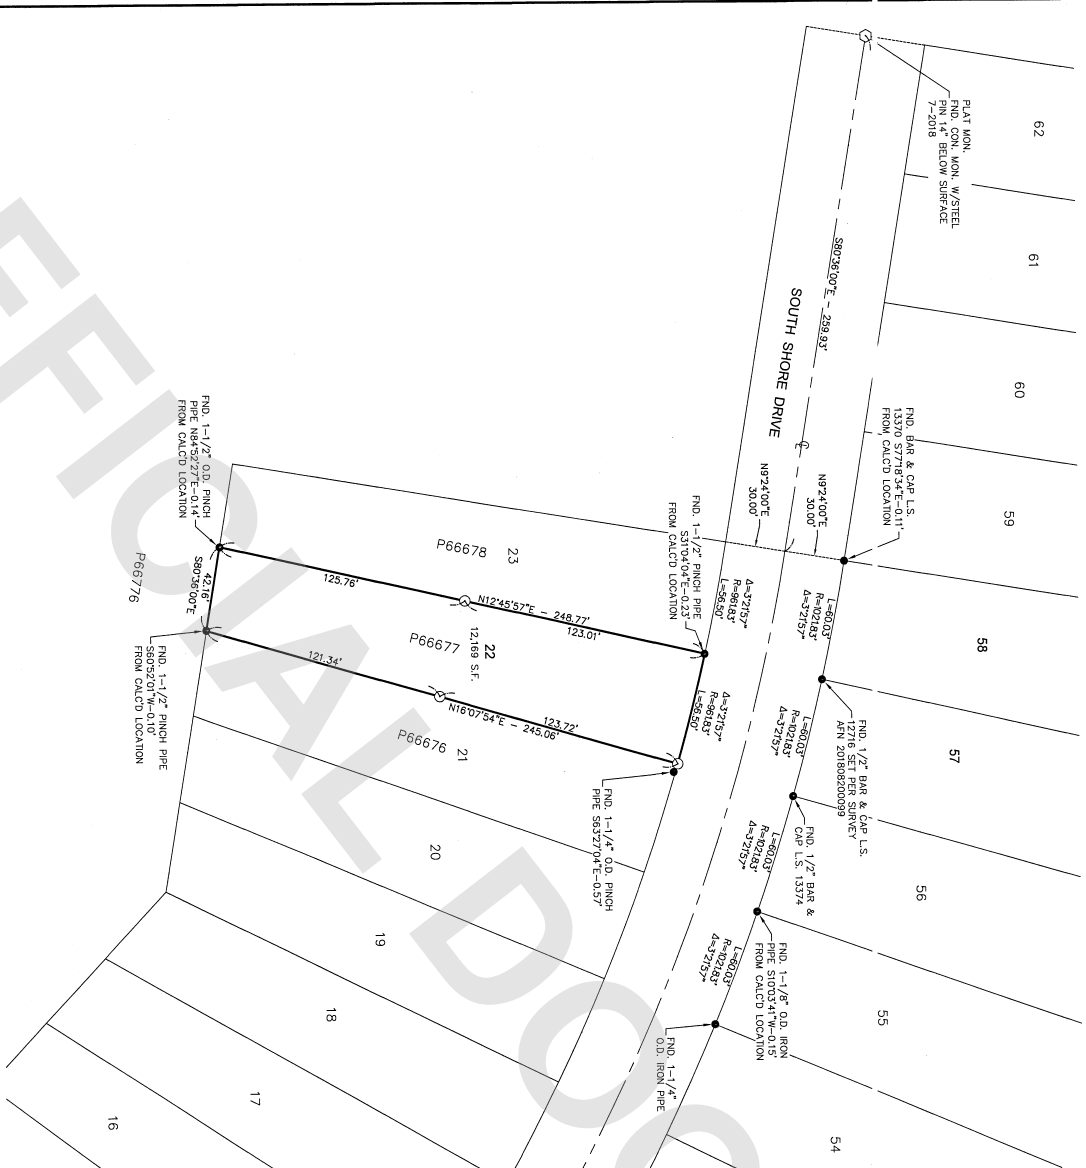 62
61
60
59
58
57
56
55
54
PLAT MON.
FND. CON. MON. W/STEEL
PIN 14" BELOW SURFACE
7-2018
S80°36'00"E - 259.93'
SOUTH SHORE DRIVE
FND. BAR & CAP L.S.
13370 S77°18'34"E-0.11'
FROM CALC'D LOCATION
N9°24'00"E
30.00'
N9°24'00"E
30.00'
FND. 1-1/2" PINCH PIPE
S31°04'04"E-0.23'
FROM CALC'D LOCATION
Δ=3°21'57"
R=961.83'
L=56.50'
L=60.03'
R=1021.83'
Δ=3°21'57"
FND. 1/2" BAR & CAP L.S.
12716 SET PER SURVEY
AFN 201808200099
Δ=3°21'57"
R=961.83'
L=56.50'
L=60.03'
R=1021.83'
Δ=3°21'57"
FND. 1/2" BAR &
CAP L.S. 13374
L=60.03'
R=1021.83'
Δ=3°21'57"
FND. 1-1/8" O.D. IRON
PIPE S10°03'41"W-0.15'
FROM CALC'D LOCATION
L=60.03'
R=1021.83'
Δ=3°21'57"
FND. 1-1/4"
O.D. IRON PIPE
FND. 1-1/4" O.D. PINCH
PIPE S63°27'04"E-0.57'
23
P66678
125.76'
N12°45'57"E - 248.77'
123.01'
22
12,169 S.F.
P66677
121.34'
N16°07'54"E - 245.06'
123.72'
21
P66676
FND. 1-1/2" O.D. PINCH
PIPE N84°52'27"E-0.14'
FROM CALC'D LOCATION
42.16'
S80°36'00"E
P66776
FND. 1-1/2" PINCH PIPE
S60°52'01"W-0.10'
FROM CALC'D LOCATION
20
19
18
17
16
FFICIAL DOC